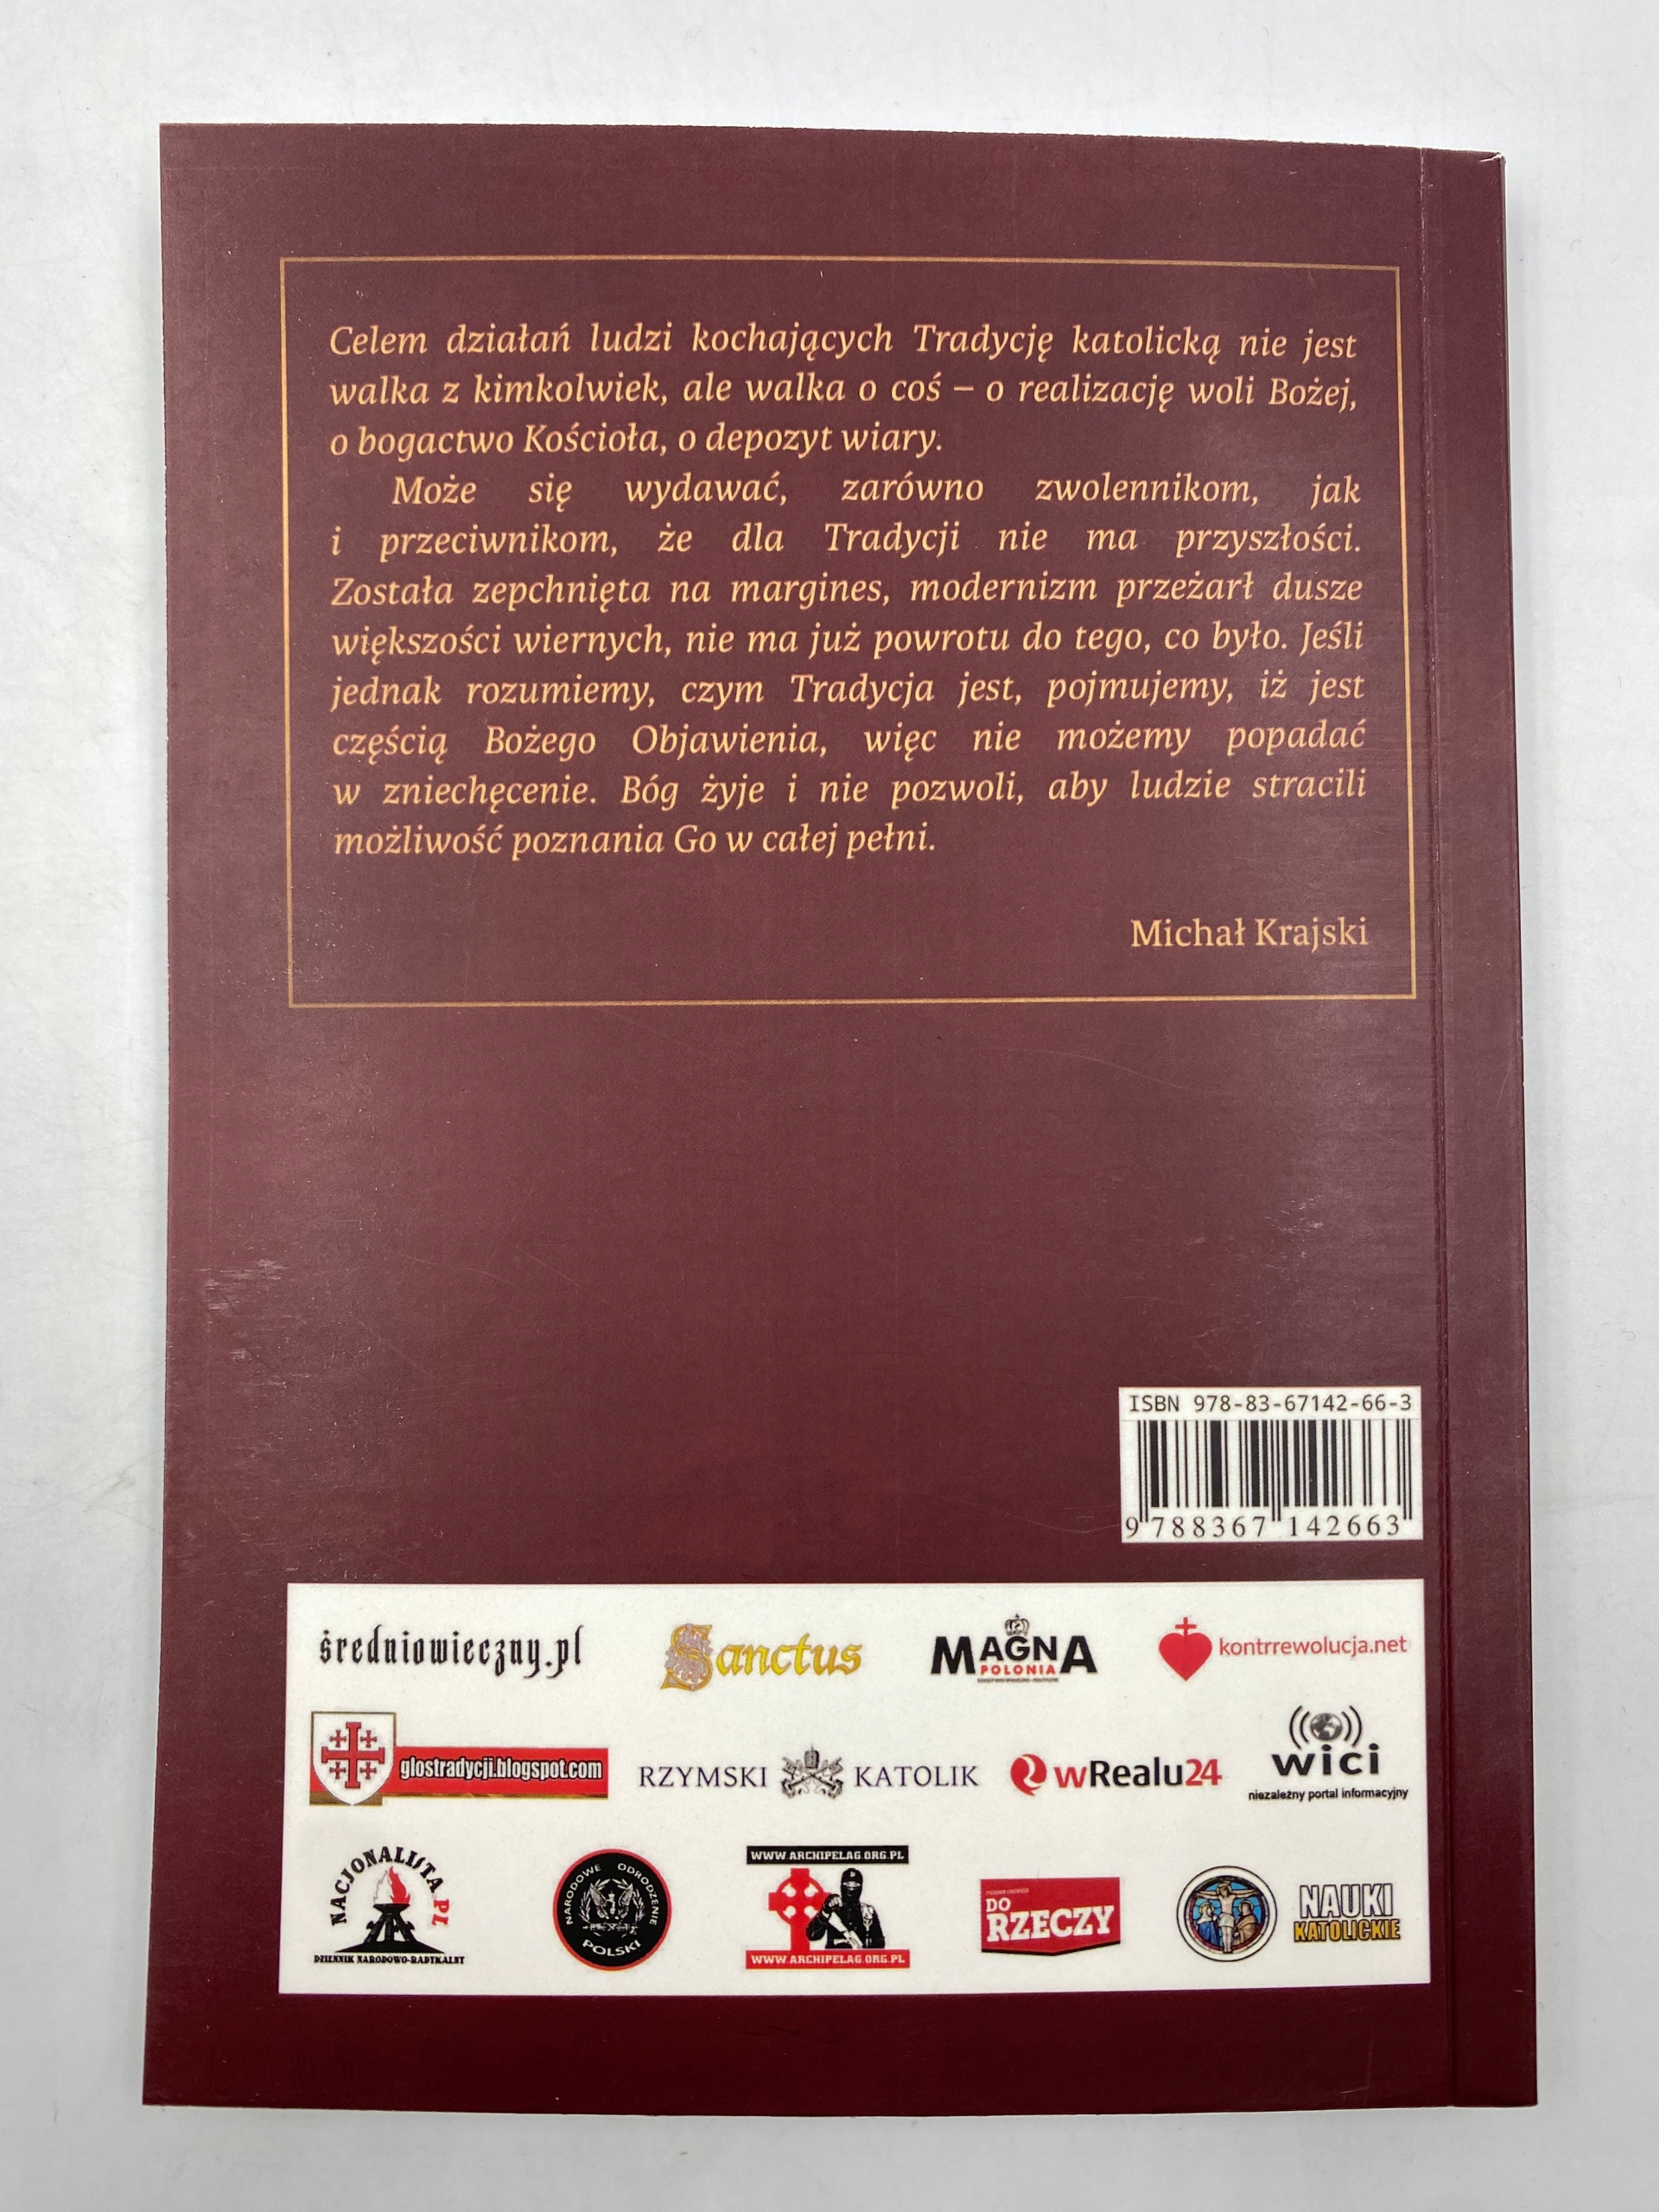 Celem działań ludzi kochających Tradycję katolicką nie jest
walka z kimkolwiek, ale walka o coś – o realizację woli Bożej,
o bogactwo Kościoła, o depozyt wiary.
Może się wydawać, zarówno zwolennikom, jak
i przeciwnikom, że dla Tradycji nie ma przyszłości.
Została zepchnięta na margines, modernizm przeżarł dusze
większości wiernych, nie ma już powrotu do tego, co było. Jeśli
jednak rozumiemy, czym Tradycja jest, pojmujemy, iż jest
częścią Bożego Objawienia, więc nie możemy popadać
w zniechęcenie. Bóg żyje i nie pozwoli, aby ludzie stracili
możliwość poznania Go w całej pełni.
Michał Krajski
ISBN 978-83-67142-66-3
9 788367 142663
średniowieczny.pl
Sanctus
MAGNA
POLONIA
kontrrewolucja.net
glostradycji.blogspot.com
RZYMSKI KATOLIK
wRealu24
wici
niezależny portal informacyjny
NACJONALISTA.PL
DZIENNIK NARODOWO-RADYKALNY
NARODOWE ODRODZENIE
POLSKI
WWW.ARCHIPELAG.ORG.PL
WWW.ARCHIPELAG.ORG.PL
DO
RZECZY
NAUKI
KATOLICKIE